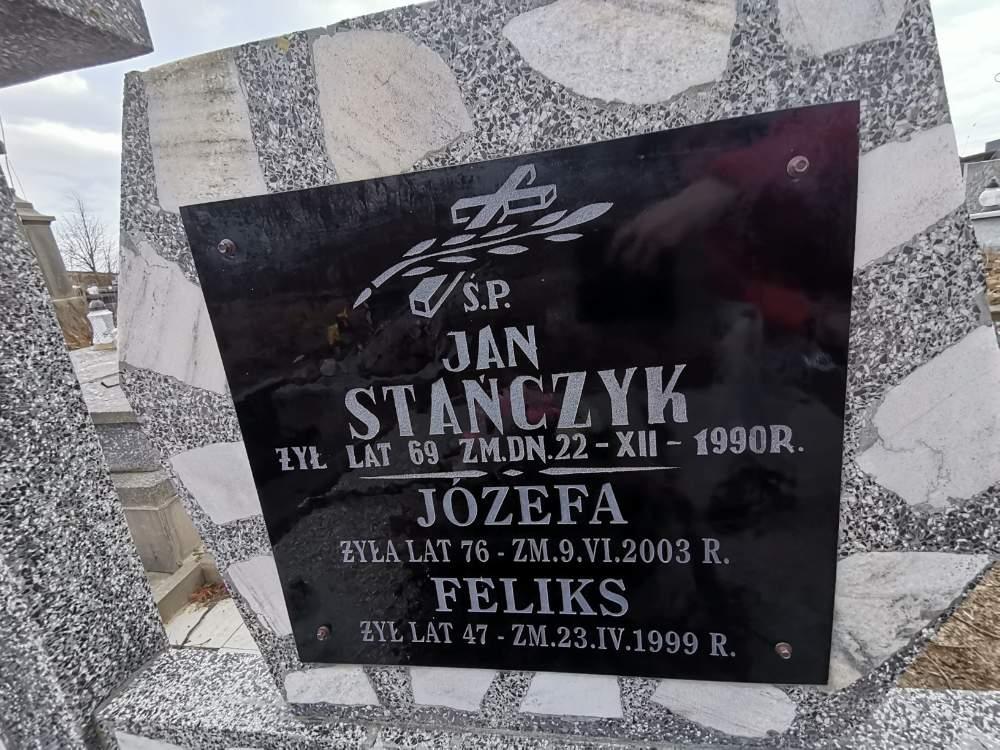 Ś.P.
JAN
STAŃCZYK
ŻYŁ LAT 69 ZM.DN.22-XII-1990R.
JÓZEFA
ŻYŁA LAT 76 - ZM.9.VI.2003 R.
FELIKS
ŻYŁ LAT 47 - ZM.23.IV.1999 R.